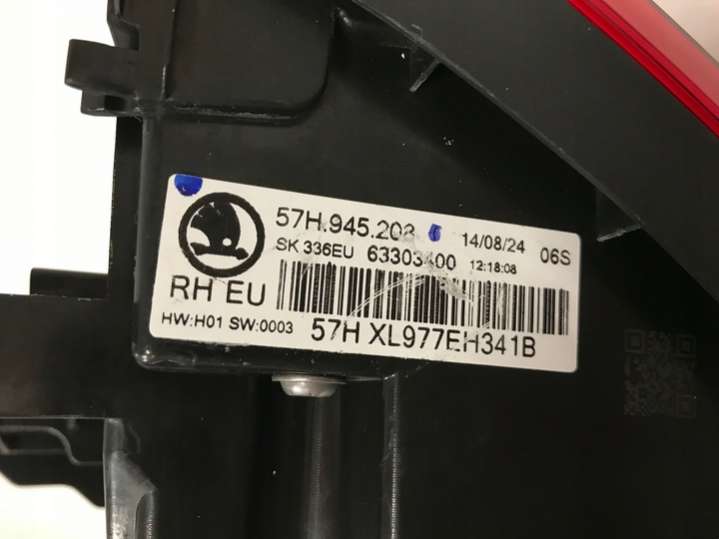 57H.945.208 14/08/24 06S
SK 336EU 63303400 12:18:08
RH EU
HW:H01 SW:0003 57H XL977EH341B